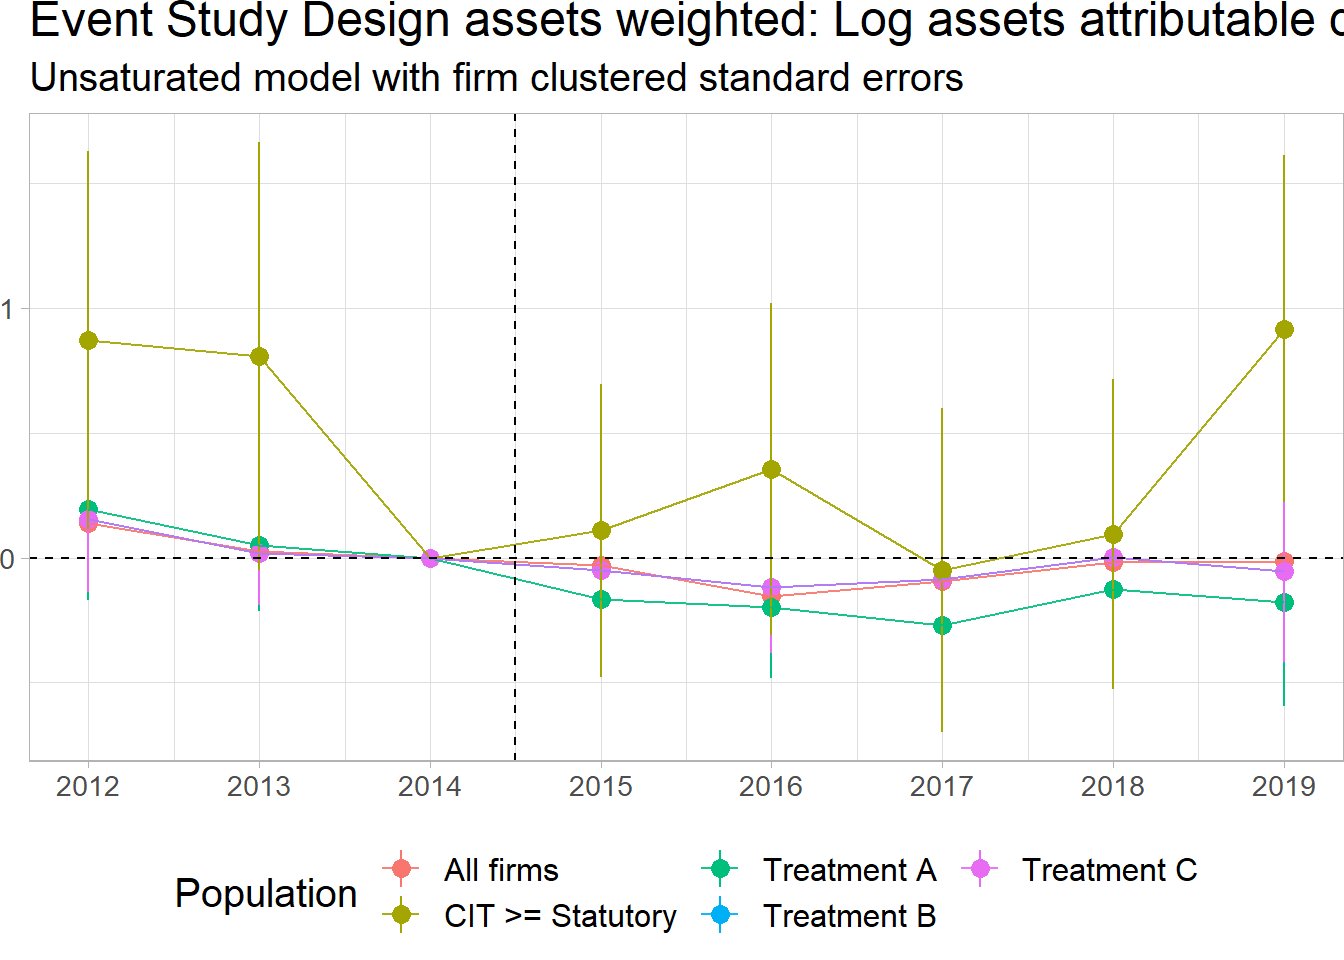 Event Study Design assets weighted: Log assets attributable
Unsaturated model with firm clustered standard errors
1
0
2012 2013 2014 2015 2016 2017 2018 2019
Population
All firms Treatment A Treatment C
CIT >= Statutory Treatment B